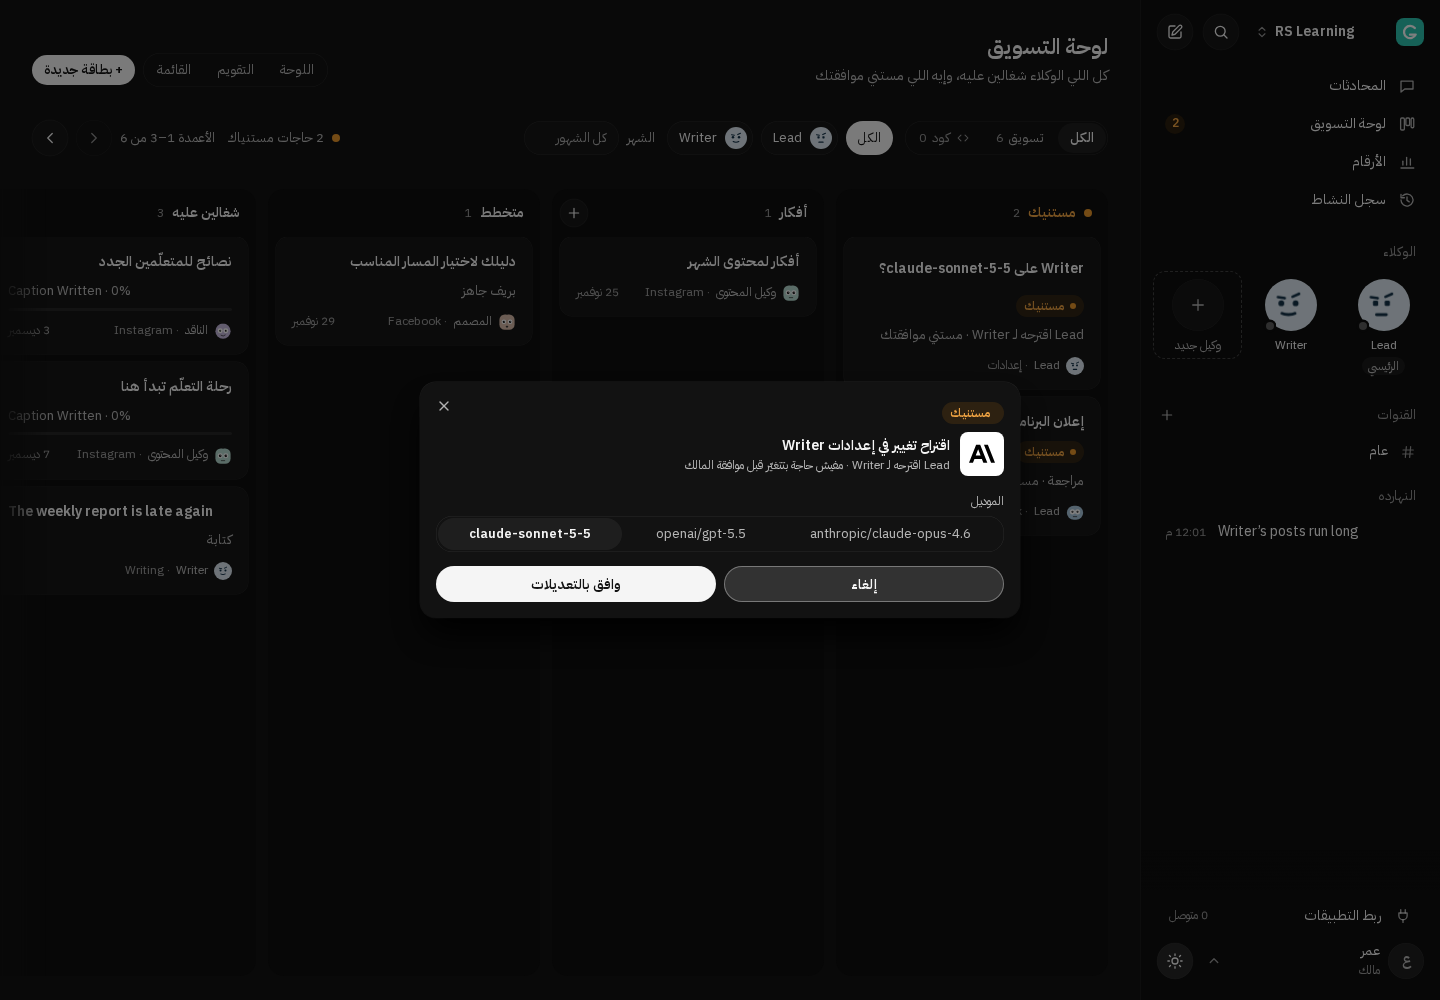 RS Learning
المحادثات
لوحة التسويق 2
الأرقام
سجل النشاط
الوكلاء
Lead
الرئيسي
Writer
وكيل جديد
القنوات
عام
النهارده
Writer’s posts run long 12:01 م
ربط التطبيقات 0 متوصل
ع
عمر
مالك
لوحة التسويق
كل اللي الوكلاء شغالين عليه، وإيه اللي مستني موافقتك
اللوحة التقويم القائمة + بطاقة جديدة
الكل تسويق 6 كود 0 الكل Lead Writer الشهر كل الشهور
2 حاجات مستنياك الأعمدة 1–3 من 6
مستنيك 2
Writer على claude-sonnet-5-5؟
مستنيك
Lead اقترحه لـ Writer · مستني موافقتك
Lead · إعدادات
إعلان البرنا
مستنيك
مراجعة
Lead
أفكار 1
أفكار لمحتوى الشهر
وكيل المحتوى · Instagram 25 نوفمبر
متخطط 1
دليلك لاختيار المسار المناسب
بريف جاهز
المصمم · Facebook 29 نوفمبر
شغالين عليه 3
نصائح للمتعلّمين الجدد
Caption Written · 0%
الناقد · Instagram 3 ديسمبر
رحلة التعلّم تبدأ هنا
Caption Written · 0%
وكيل المحتوى · Instagram 7 ديسمبر
The weekly report is late again
كتابة
Writer · Writing
مستنيك
اقتراح تغيير في إعدادات Writer
Lead اقترحه لـ Writer · مفيش حاجة بتتغيّر قبل موافقة المالك
الموديل
anthropic/claude-opus-4.6 openai/gpt-5.5 claude-sonnet-5-5
إلغاء وافق بالتعديلات